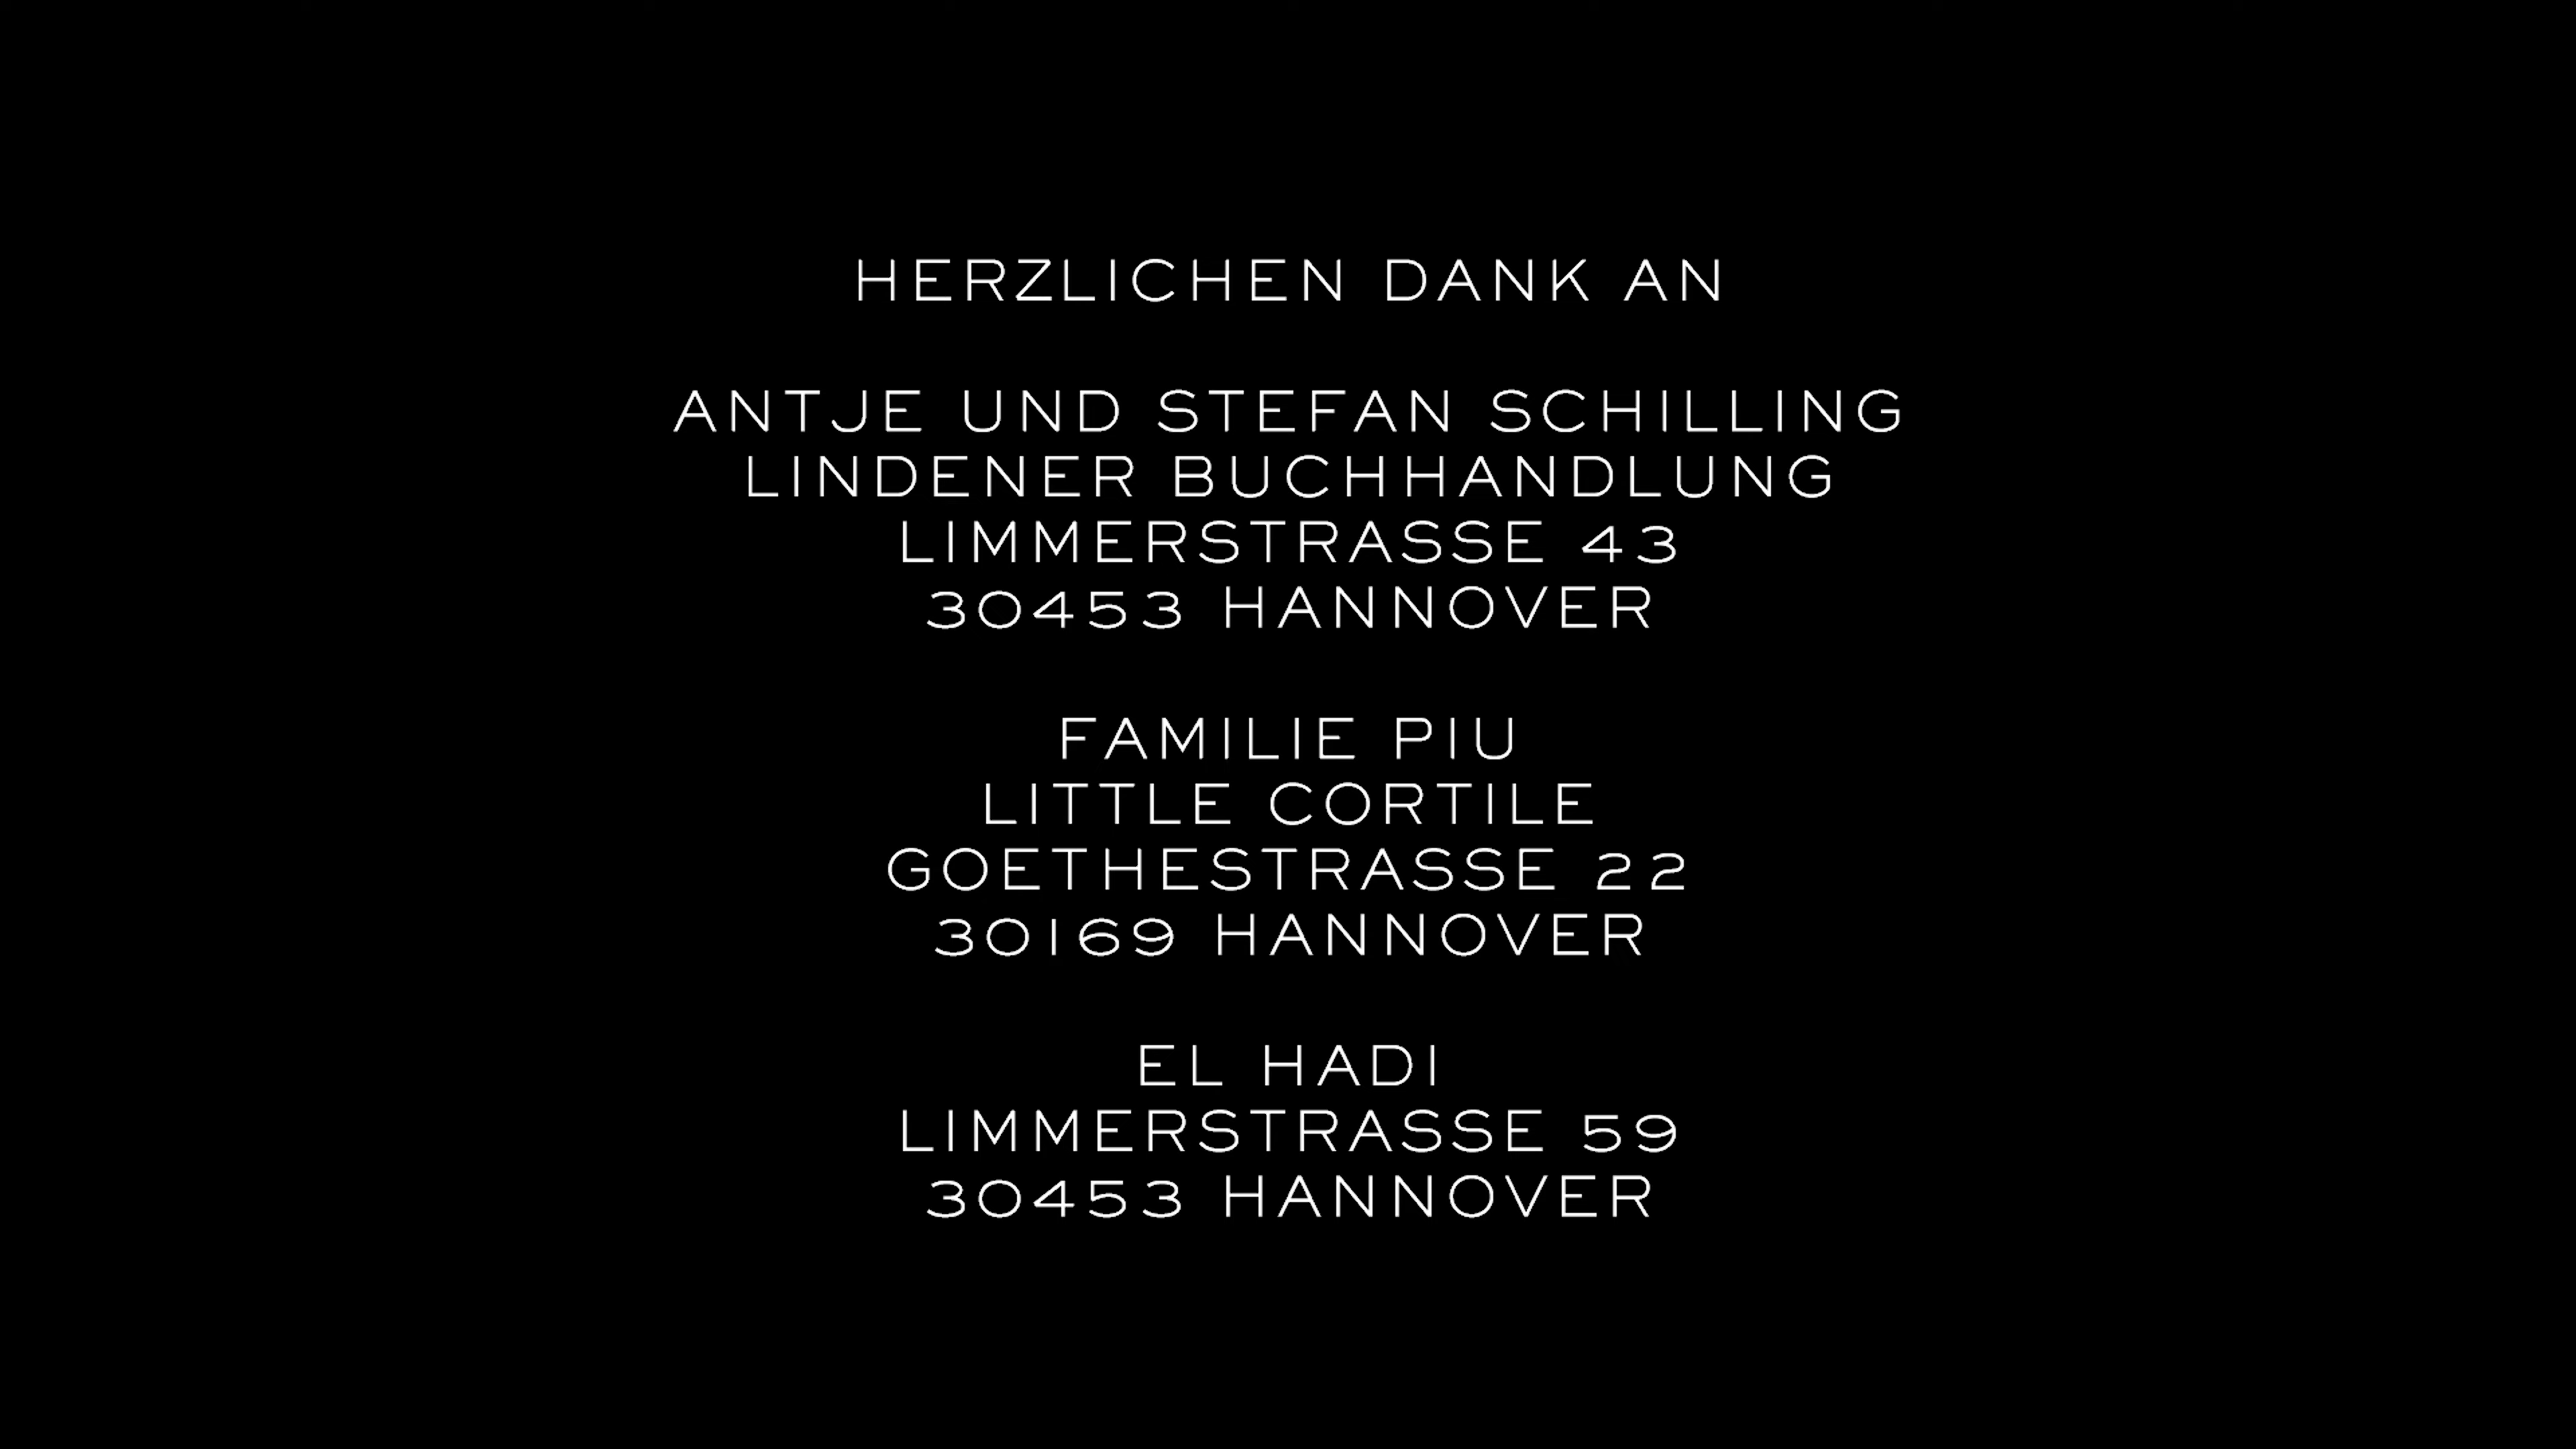 HERZLICHEN DANK AN
ANTJE UND STEFAN SCHILLING
LINDENER BUCHHANDLUNG
LIMMERSTRASSE 43
30453 HANNOVER
FAMILIE PIU
LITTLE CORTILE
GOETHESTRASSE 22
30169 HANNOVER
EL HADI
LIMMERSTRASSE 59
30453 HANNOVER